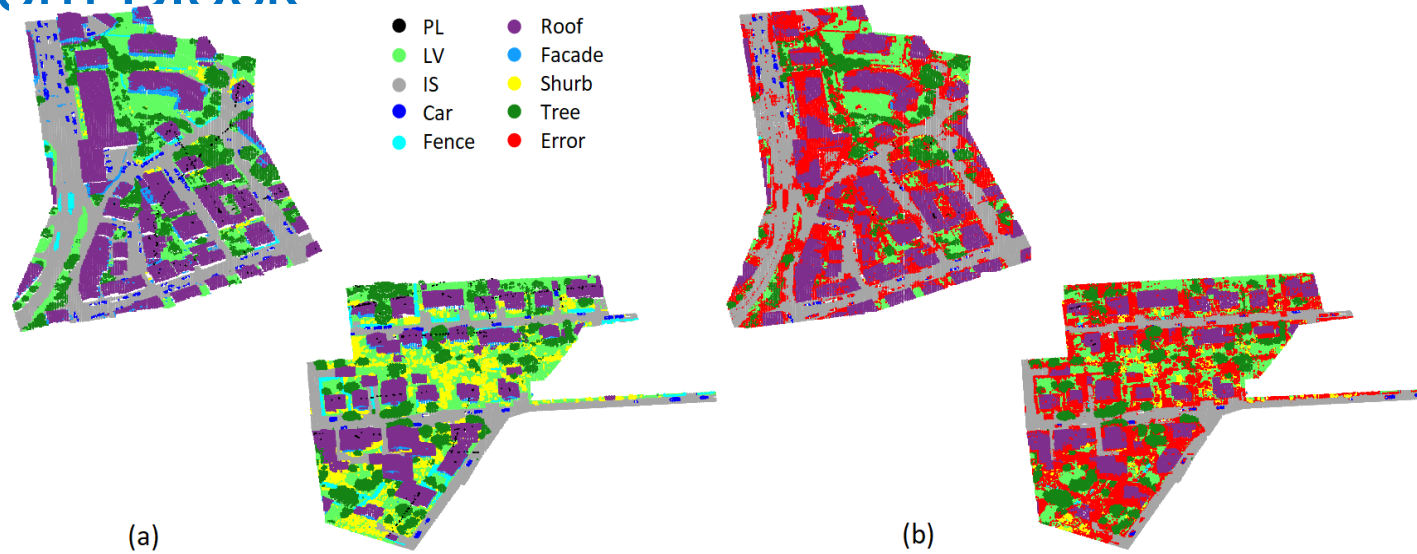 PL
LV
IS
Car
Fence
Roof
Facade
Shurb
Tree
Error
(a)
(b)